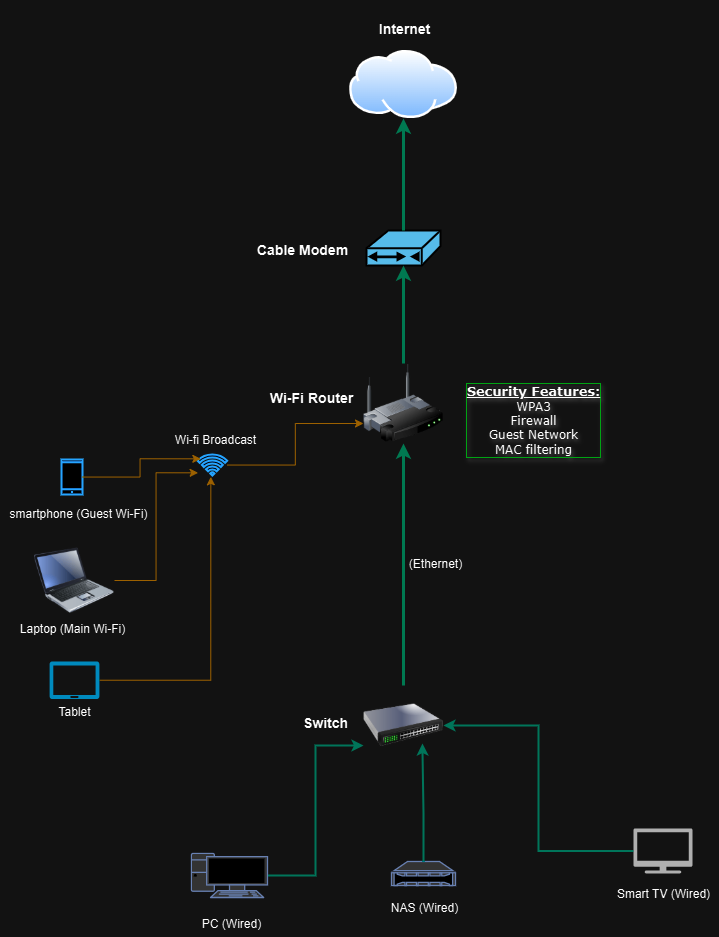 Internet
Cable Modem
Wi-Fi Router
Security Features:
WPA3
Firewall
Guest Network
MAC filtering
Wi-fi Broadcast
smartphone (Guest Wi-Fi)
(Ethernet)
Laptop (Main Wi-Fi)
Tablet
Switch
PC (Wired)
NAS (Wired)
Smart TV (Wired)